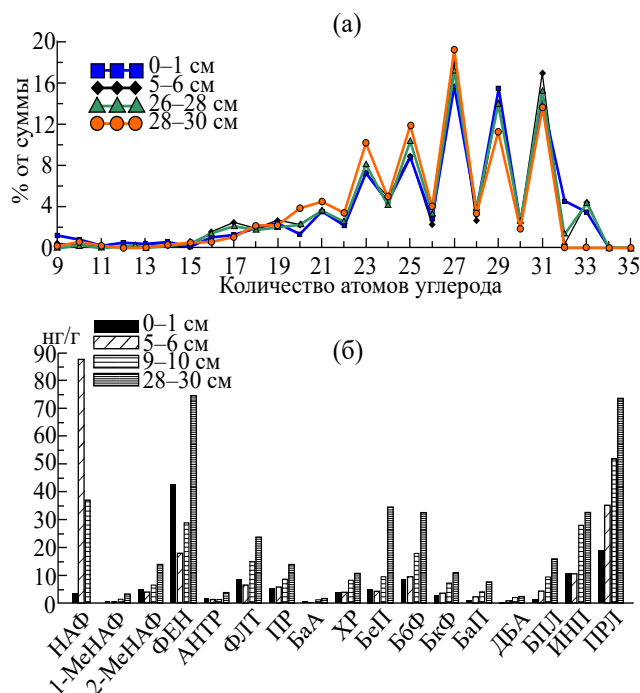 (а)
20
16
12
8
4
0
% от суммы
0–1 см
5–6 см
26–28 см
28–30 см
9 11 13 15 17 19 21 23 25 27 29 31 33 35
Количество атомов углерода
(б)
нг/г
0–1 см
5–6 см
9–10 см
28–30 см
90
80
70
60
50
40
30
20
10
0
НАФ
1-МеНАФ
2-МеНАФ
ФЕН
АНТР
ФЛТ
ПР
БаА
ХР
БеП
БбФ
БкФ
БаП
ДБА
БПЛ
ИНП
ПРЛ